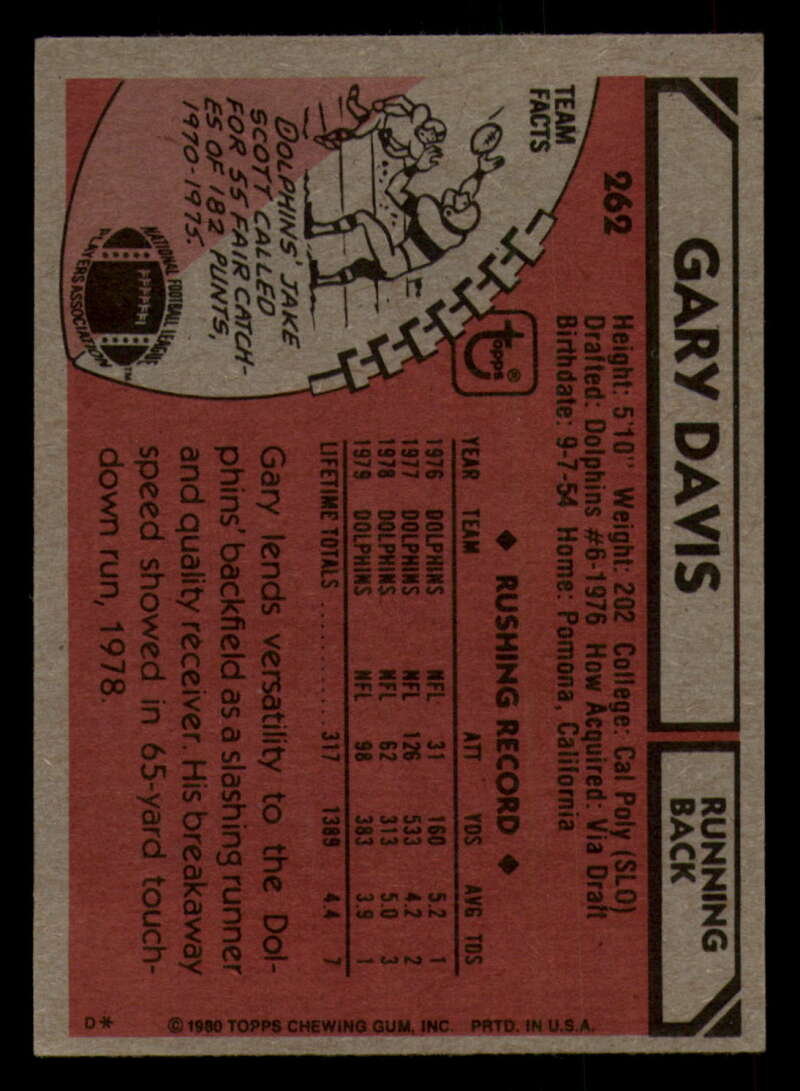 GARY DAVIS
RUNNING
BACK
262
Height: 5'10" Weight: 202 College: Cal Poly (SLO)
Drafted: Dolphins #6-1976 How Acquired: Via Draft
Birthdate: 9-7-54 Home: Pomona, California
TEAM
FACTS
DOLPHINS' JAKE
SCOTT CALLED
FOR 55 FAIR CATCH-
ES OF 182 PUNTS,
1970-1975.
NATIONAL FOOTBALL LEAGUE
PLAYERS ASSOCIATION™
topps®
◆ RUSHING RECORD ◆
YEAR TEAM ATT YDS AVG TDS
1976 DOLPHINS NFL 31 160 5.2 1
1977 DOLPHINS NFL 126 533 4.2 2
1978 DOLPHINS NFL 62 313 5.0 3
1979 DOLPHINS NFL 98 383 3.9 1
LIFETIME TOTALS .............. 317 1389 4.4 7
Gary lends versatility to the Dol-
phins' backfield as a slashing runner
and quality receiver. His breakaway
speed showed in 65-yard touch-
down run, 1978.
D* © 1980 TOPPS CHEWING GUM, INC. PRTD. IN U.S.A.